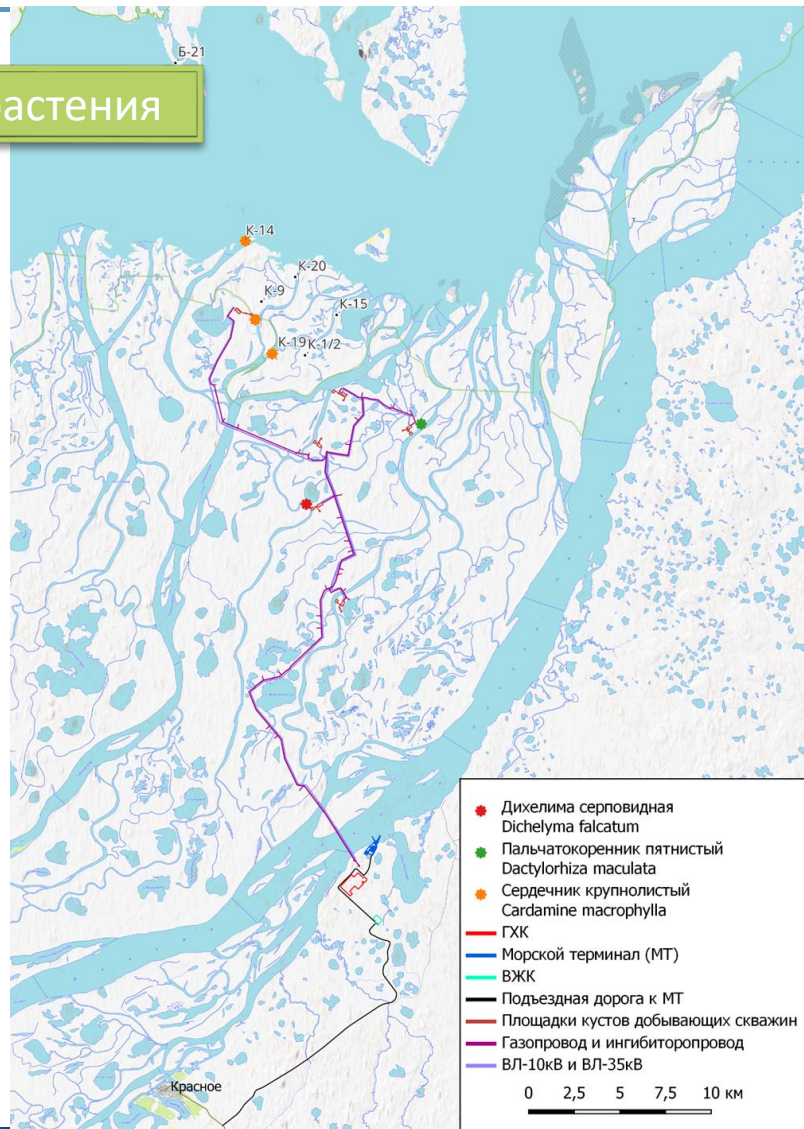 Б-21
астения
К-14
К-20
К-9
К-15
К-19 К-1/2
Дихелима серповидная
Dichelyma falcatum
Пальчатокоренник пятнистый
Dactylorhiza maculata
Сердечник крупнолистый
Cardamine macrophylla
ГХК
Морской терминал (МТ)
ВЖК
Подъездная дорога к МТ
Площадки кустов добывающих скважин
Газопровод и ингибиторопровод
ВЛ-10кВ и ВЛ-35кВ
0 2,5 5 7,5 10 км
Красное